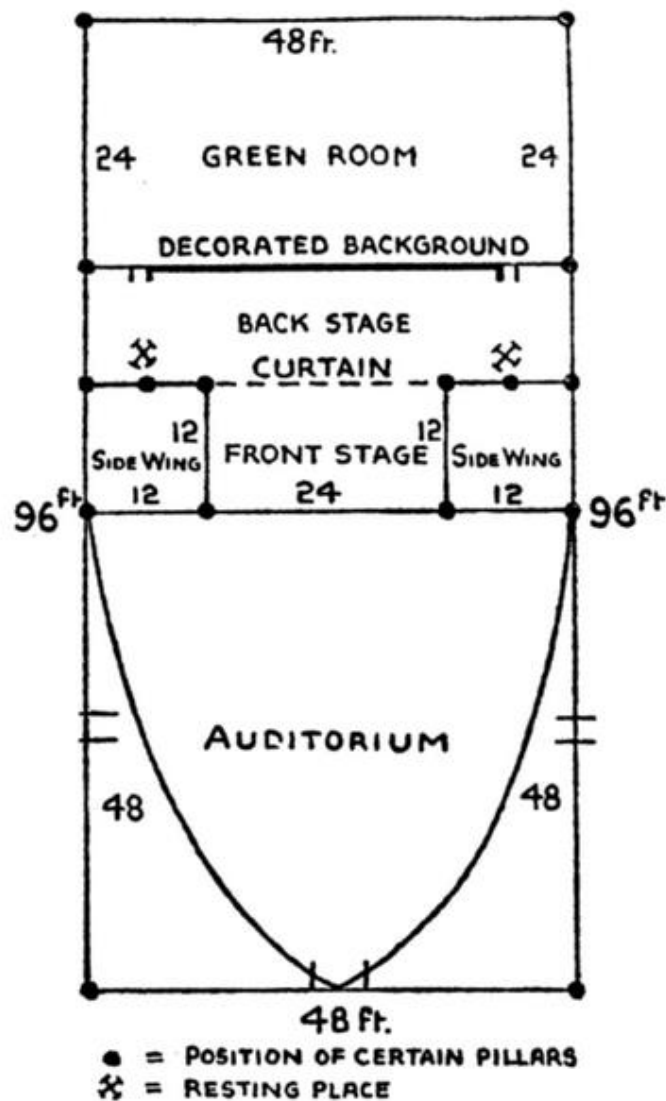 48 ft.
24 GREEN ROOM 24
DECORATED BACKGROUND
BACK STAGE
CURTAIN
12 12
SIDE WING FRONT STAGE SIDE WING
12 24 12
96 ft 96 ft
AUDITORIUM
48 48
48 ft.
= POSITION OF CERTAIN PILLARS
= RESTING PLACE